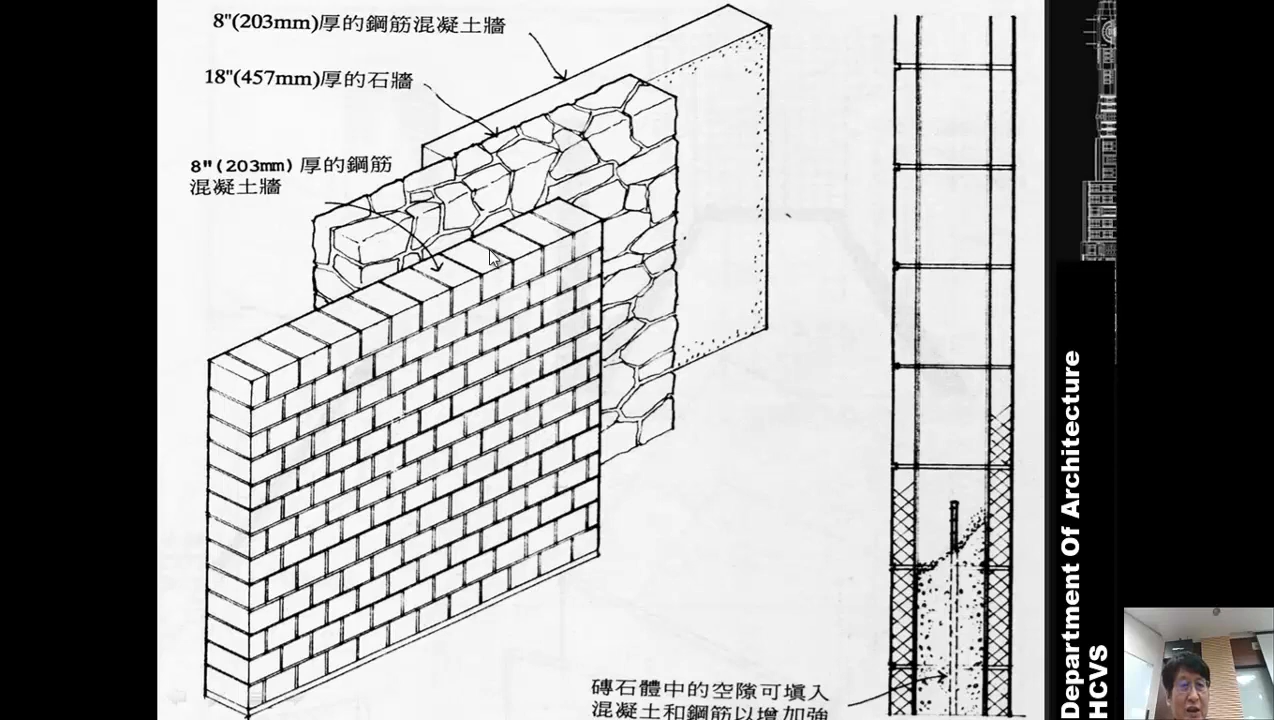 8"(203mm)厚的鋼筋混凝土牆
18"(457mm)厚的石牆
8"(203mm)厚的鋼筋
混凝土牆
磚石體中的空隙可填入
混凝土和鋼筋以增加強
Department Of Architecture
HCVS